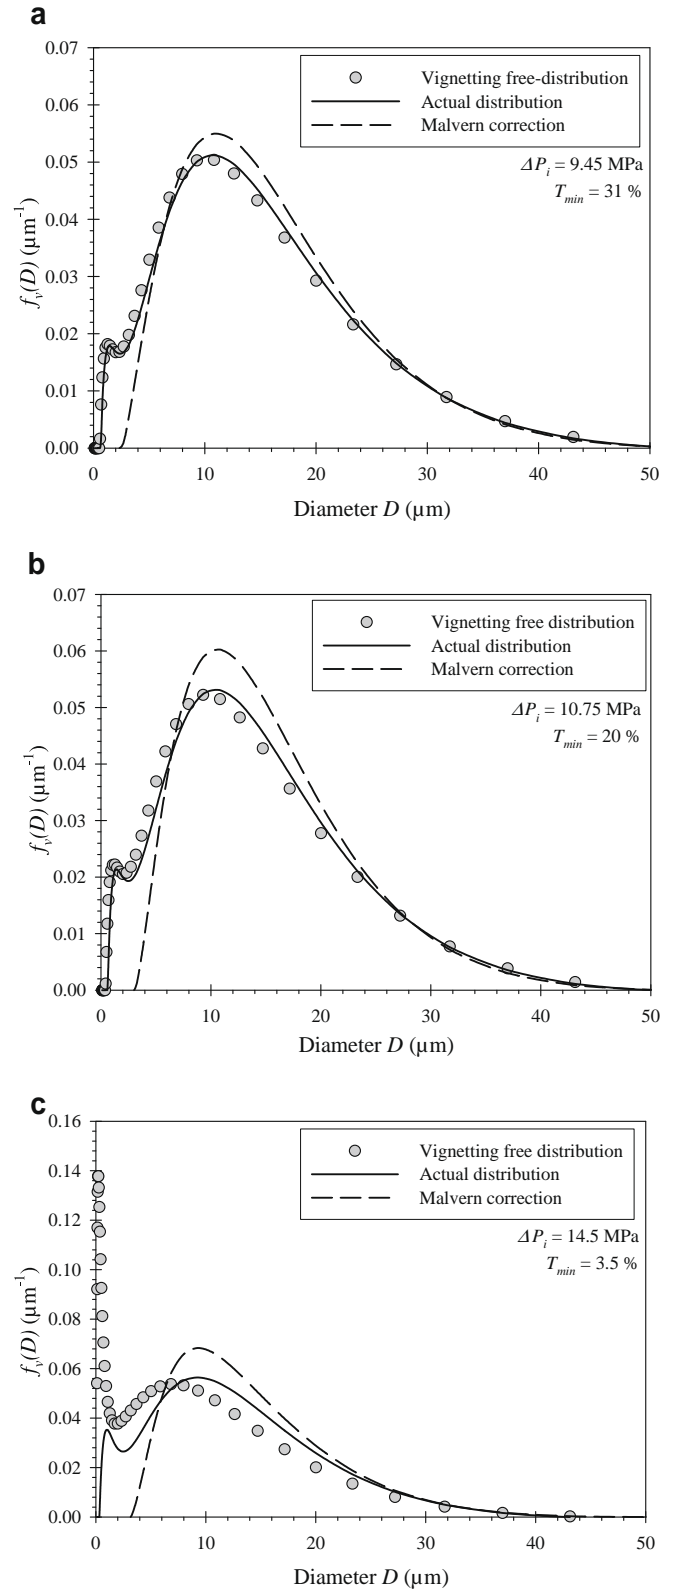 a
0.07
0.06
0.05
0.04
0.03
0.02
0.01
0.00
f_v(D) (µm⁻¹)
Vignetting free-distribution
Actual distribution
Malvern correction
ΔP_i = 9.45 MPa
T_min = 31 %
0 10 20 30 40 50
Diameter D (µm)
b
0.07
0.06
0.05
0.04
0.03
0.02
0.01
0.00
f_v(D) (µm⁻¹)
Vignetting free distribution
Actual distribution
Malvern correction
ΔP_i = 10.75 MPa
T_min = 20 %
0 10 20 30 40 50
Diameter D (µm)
c
0.16
0.14
0.12
0.10
0.08
0.06
0.04
0.02
0.00
f_v(D) (µm⁻¹)
Vignetting free distribution
Actual distribution
Malvern correction
ΔP_i = 14.5 MPa
T_min = 3.5 %
0 10 20 30 40 50
Diameter D (µm)